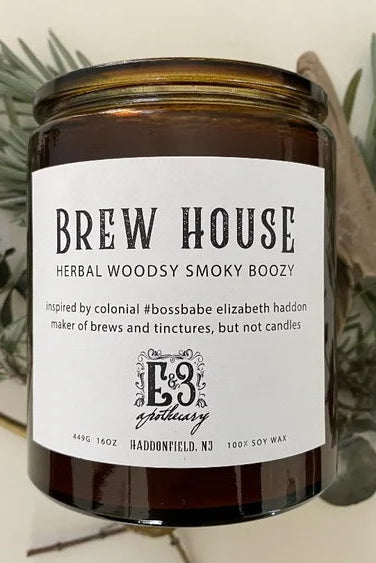 BREW HOUSE
HERBAL WOODSY SMOKY BOOZY
inspired by colonial #bossbabe elizabeth haddon
maker of brews and tinctures, but not candles
E&3
apothecary
449G 16OZ HADDONFIELD, NJ 100% SOY WAX